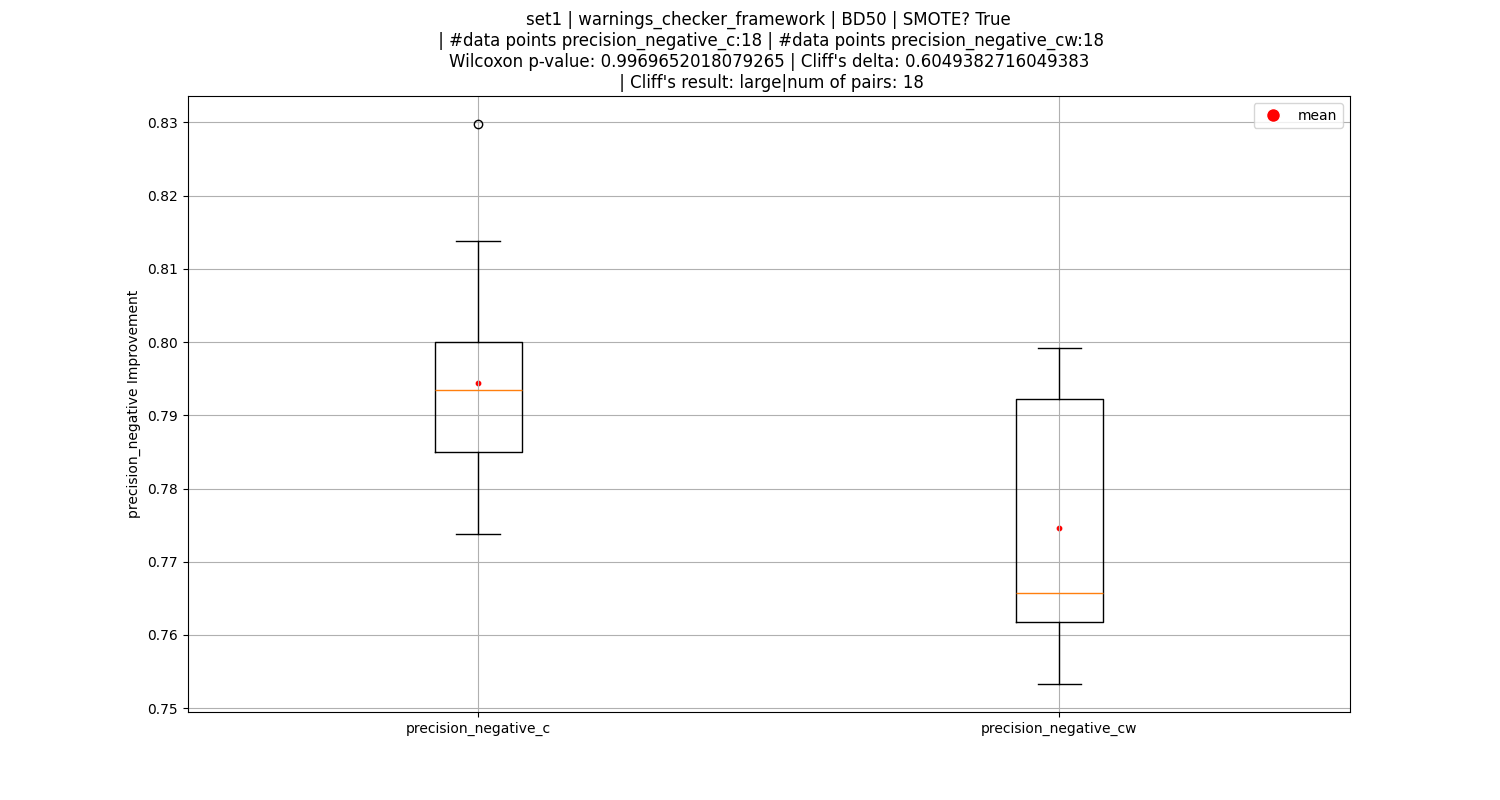 set1 | warnings_checker_framework | BD50 | SMOTE? True
| #data points precision_negative_c:18 | #data points precision_negative_cw:18
Wilcoxon p-value: 0.9969652018079265 | Cliff's delta: 0.6049382716049383
| Cliff's result: large|num of pairs: 18
mean
0.83
0.82
0.81
0.80
0.79
0.78
0.77
0.76
0.75
precision_negative Improvement
precision_negative_c
precision_negative_cw